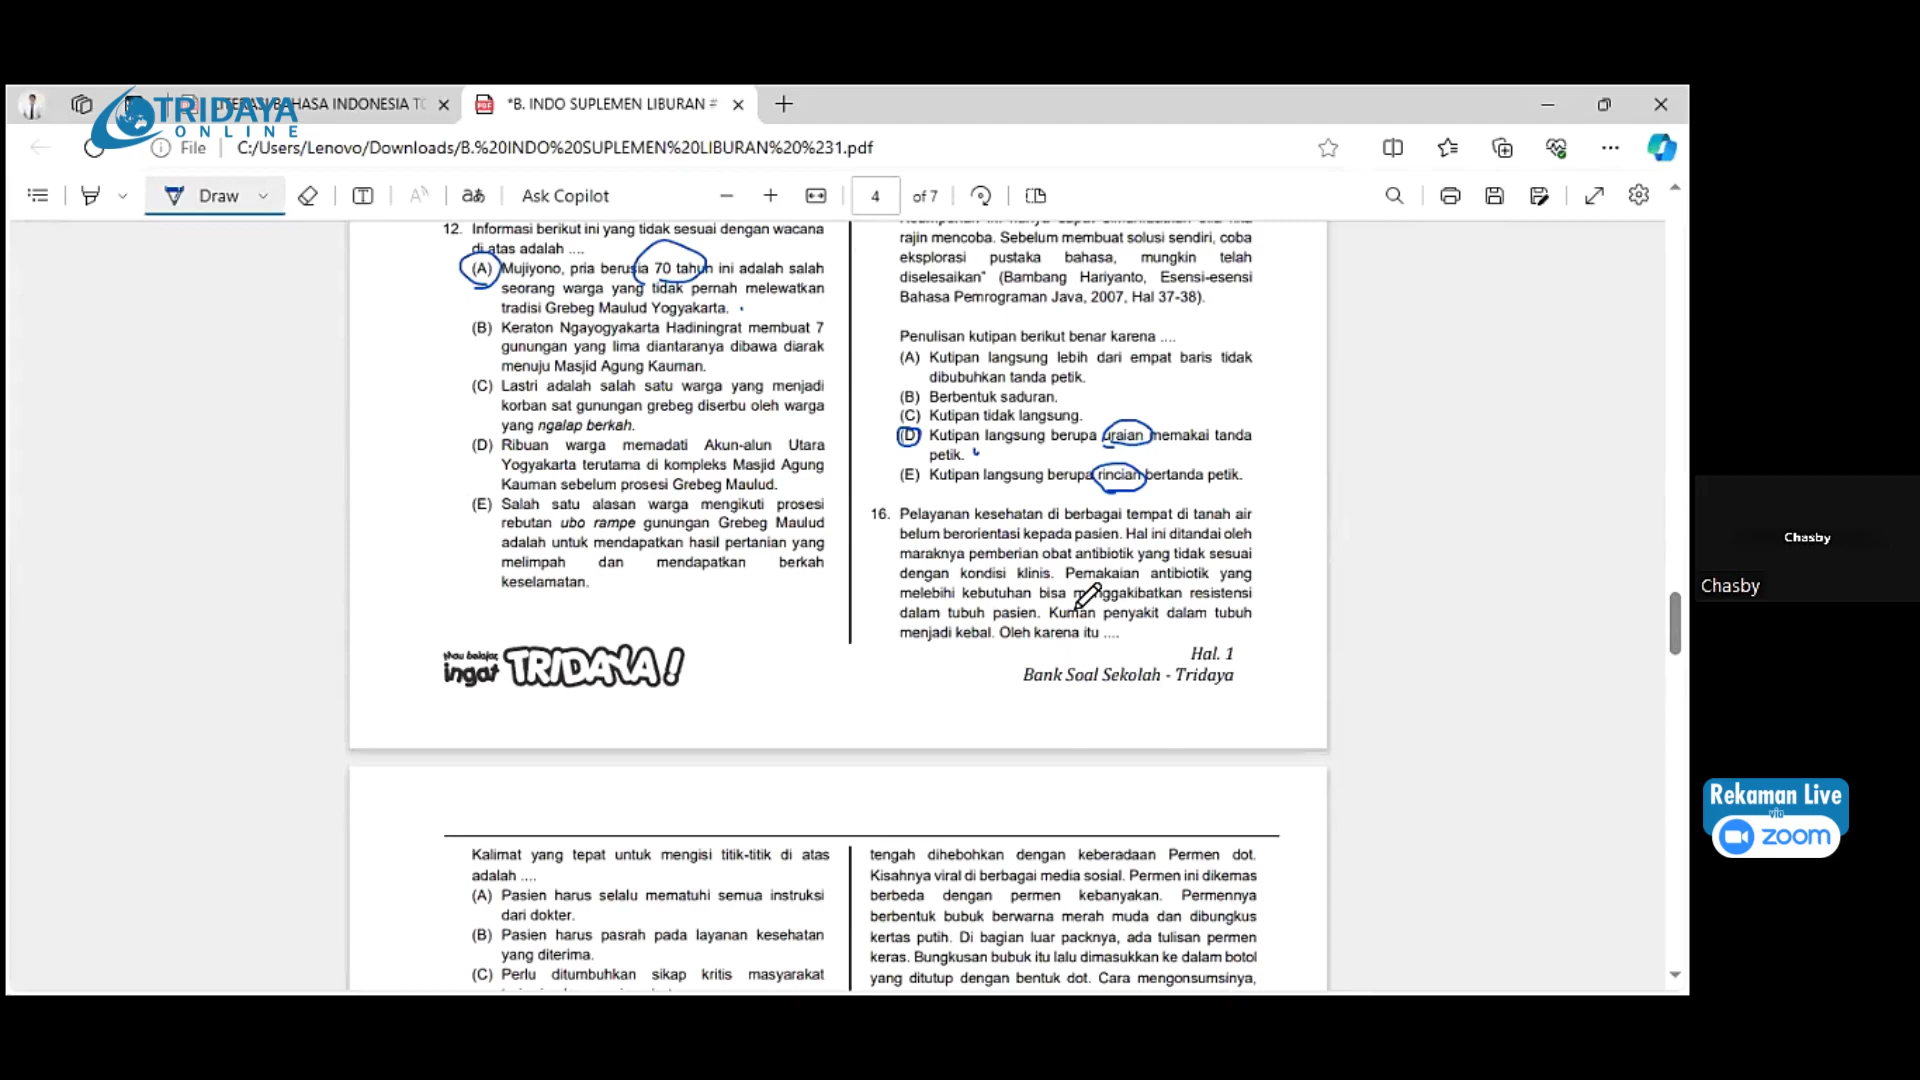 TRIDAYA
ONLINE
BAHASA INDONESIA
*B. INDO SUPLEMEN LIBURAN #
File
C:/Users/Lenovo/Downloads/B.%20INDO%20SUPLEMEN%20LIBURAN%20%231.pdf
Draw
Ask Copilot
4 of 7
12. Informasi berikut ini yang tidak sesuai dengan wacana
di atas adalah ....
(A) Mujiyono, pria berusia 70 tahun ini adalah salah
seorang warga yang tidak pernah melewatkan
tradisi Grebeg Maulud Yogyakarta.
(B) Keraton Ngayogyakarta Hadiningrat membuat 7
gunungan yang lima diantaranya dibawa diarak
menuju Masjid Agung Kauman.
(C) Lastri adalah salah satu warga yang menjadi
korban sat gunungan grebeg diserbu oleh warga
yang ngalap berkah.
(D) Ribuan warga memadati Akun-alun Utara
Yogyakarta terutama di kompleks Masjid Agung
Kauman sebelum prosesi Grebeg Maulud.
(E) Salah satu alasan warga mengikuti prosesi
rebutan ubo rampe gunungan Grebeg Maulud
adalah untuk mendapatkan hasil pertanian yang
melimpah dan mendapatkan berkah
keselamatan.
rajin mencoba. Sebelum membuat solusi sendiri, coba
eksplorasi pustaka bahasa, mungkin telah
diselesaikan" (Bambang Hariyanto, Esensi-esensi
Bahasa Pemrograman Java, 2007, Hal 37-38).
Penulisan kutipan berikut benar karena ....
(A) Kutipan langsung lebih dari empat baris tidak
dibubuhkan tanda petik.
(B) Berbentuk saduran.
(C) Kutipan tidak langsung.
(D) Kutipan langsung berupa uraian memakai tanda
petik.
(E) Kutipan langsung berupa rincian bertanda petik.
16. Pelayanan kesehatan di berbagai tempat di tanah air
belum berorientasi kepada pasien. Hal ini ditandai oleh
maraknya pemberian obat antibiotik yang tidak sesuai
dengan kondisi klinis. Pemakaian antibiotik yang
melebihi kebutuhan bisa menggakibatkan resistensi
dalam tubuh pasien. Kuman penyakit dalam tubuh
menjadi kebal. Oleh karena itu ....
ingat TRIDAYA!
Hal. 1
Bank Soal Sekolah - Tridaya
Kalimat yang tepat untuk mengisi titik-titik di atas
adalah ....
(A) Pasien harus selalu mematuhi semua instruksi
dari dokter.
(B) Pasien harus pasrah pada layanan kesehatan
yang diterima.
(C) Perlu ditumbuhkan sikap kritis masyarakat
tengah dihebohkan dengan keberadaan Permen dot.
Kisahnya viral di berbagai media sosial. Permen ini dikemas
berbeda dengan permen kebanyakan. Permennya
berbentuk bubuk berwarna merah muda dan dibungkus
kertas putih. Di bagian luar packnya, ada tulisan permen
keras. Bungkusan bubuk itu lalu dimasukkan ke dalam botol
yang ditutup dengan bentuk dot. Cara mengonsumsinya,
Chasby
Chasby
Rekaman Live
via
zoom